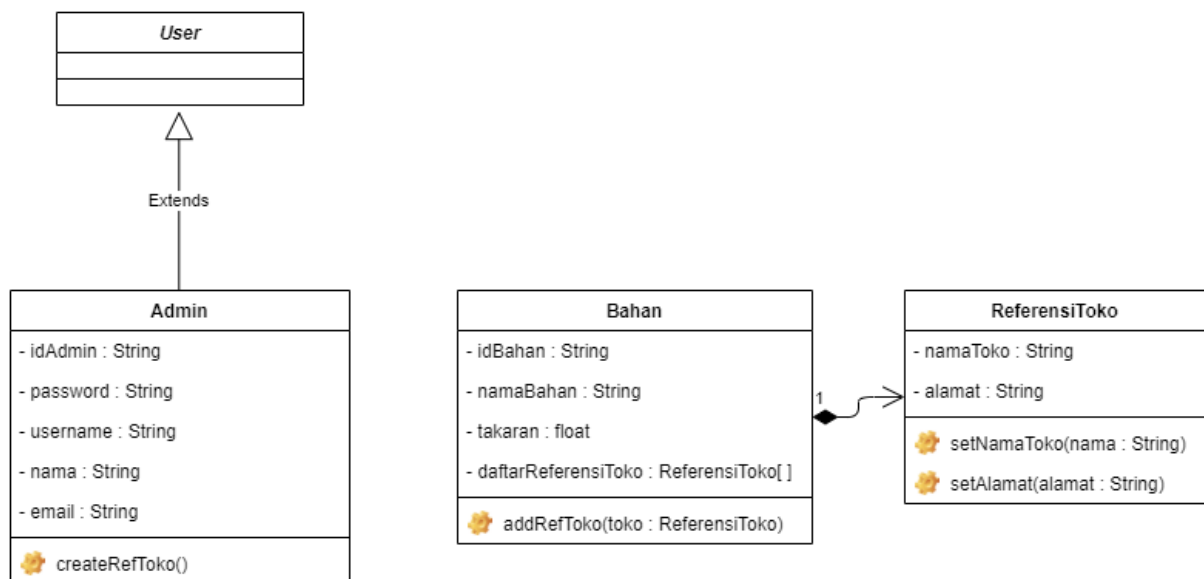 User
Extends
Admin
- idAdmin : String
- password : String
- username : String
- nama : String
- email : String
createRefToko()
Bahan
- idBahan : String
- namaBahan : String
- takaran : float
- daftarReferensiToko : ReferensiToko[ ]
addRefToko(toko : ReferensiToko)
1
ReferensiToko
- namaToko : String
- alamat : String
setNamaToko(nama : String)
setAlamat(alamat : String)